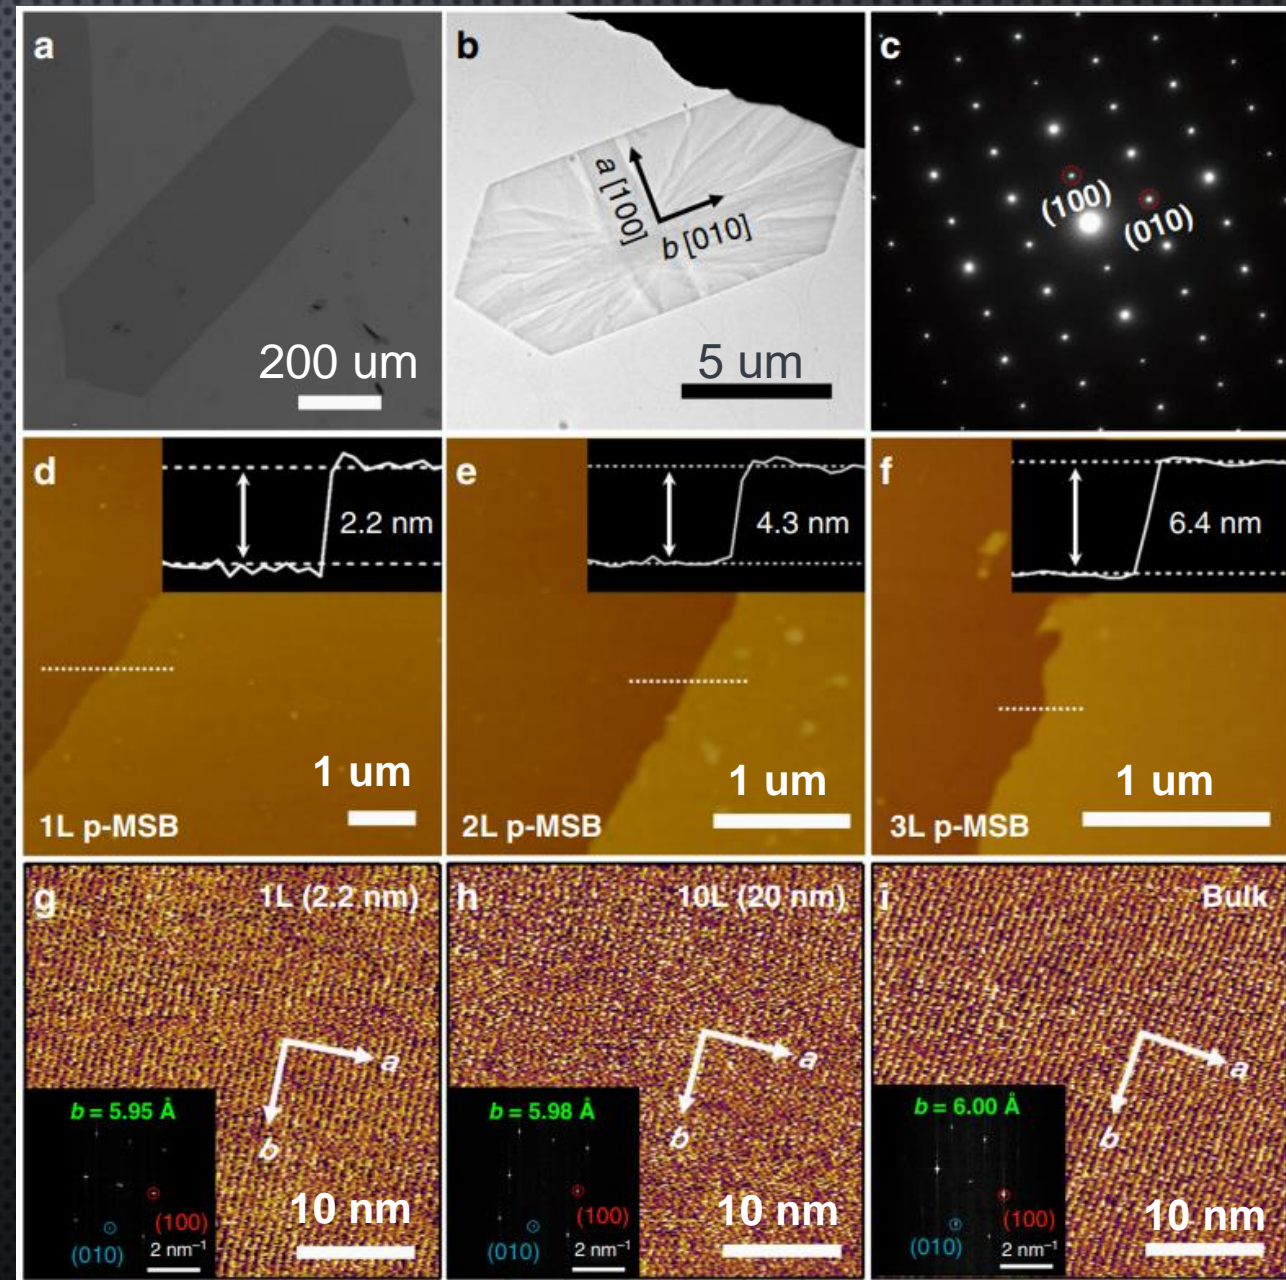 a
200 um
b
a [100]
b [010]
5 um
c
(100)
(010)
d
2.2 nm
1 um
1L p-MSB
e
4.3 nm
1 um
2L p-MSB
f
6.4 nm
1 um
3L p-MSB
g
1L (2.2 nm)
a
b
b = 5.95 Å
(100)
(010)
2 nm⁻¹
10 nm
h
10L (20 nm)
a
b
b = 5.98 Å
(100)
(010)
2 nm⁻¹
10 nm
i
Bulk
a
b
b = 6.00 Å
(100)
(010)
2 nm⁻¹
10 nm